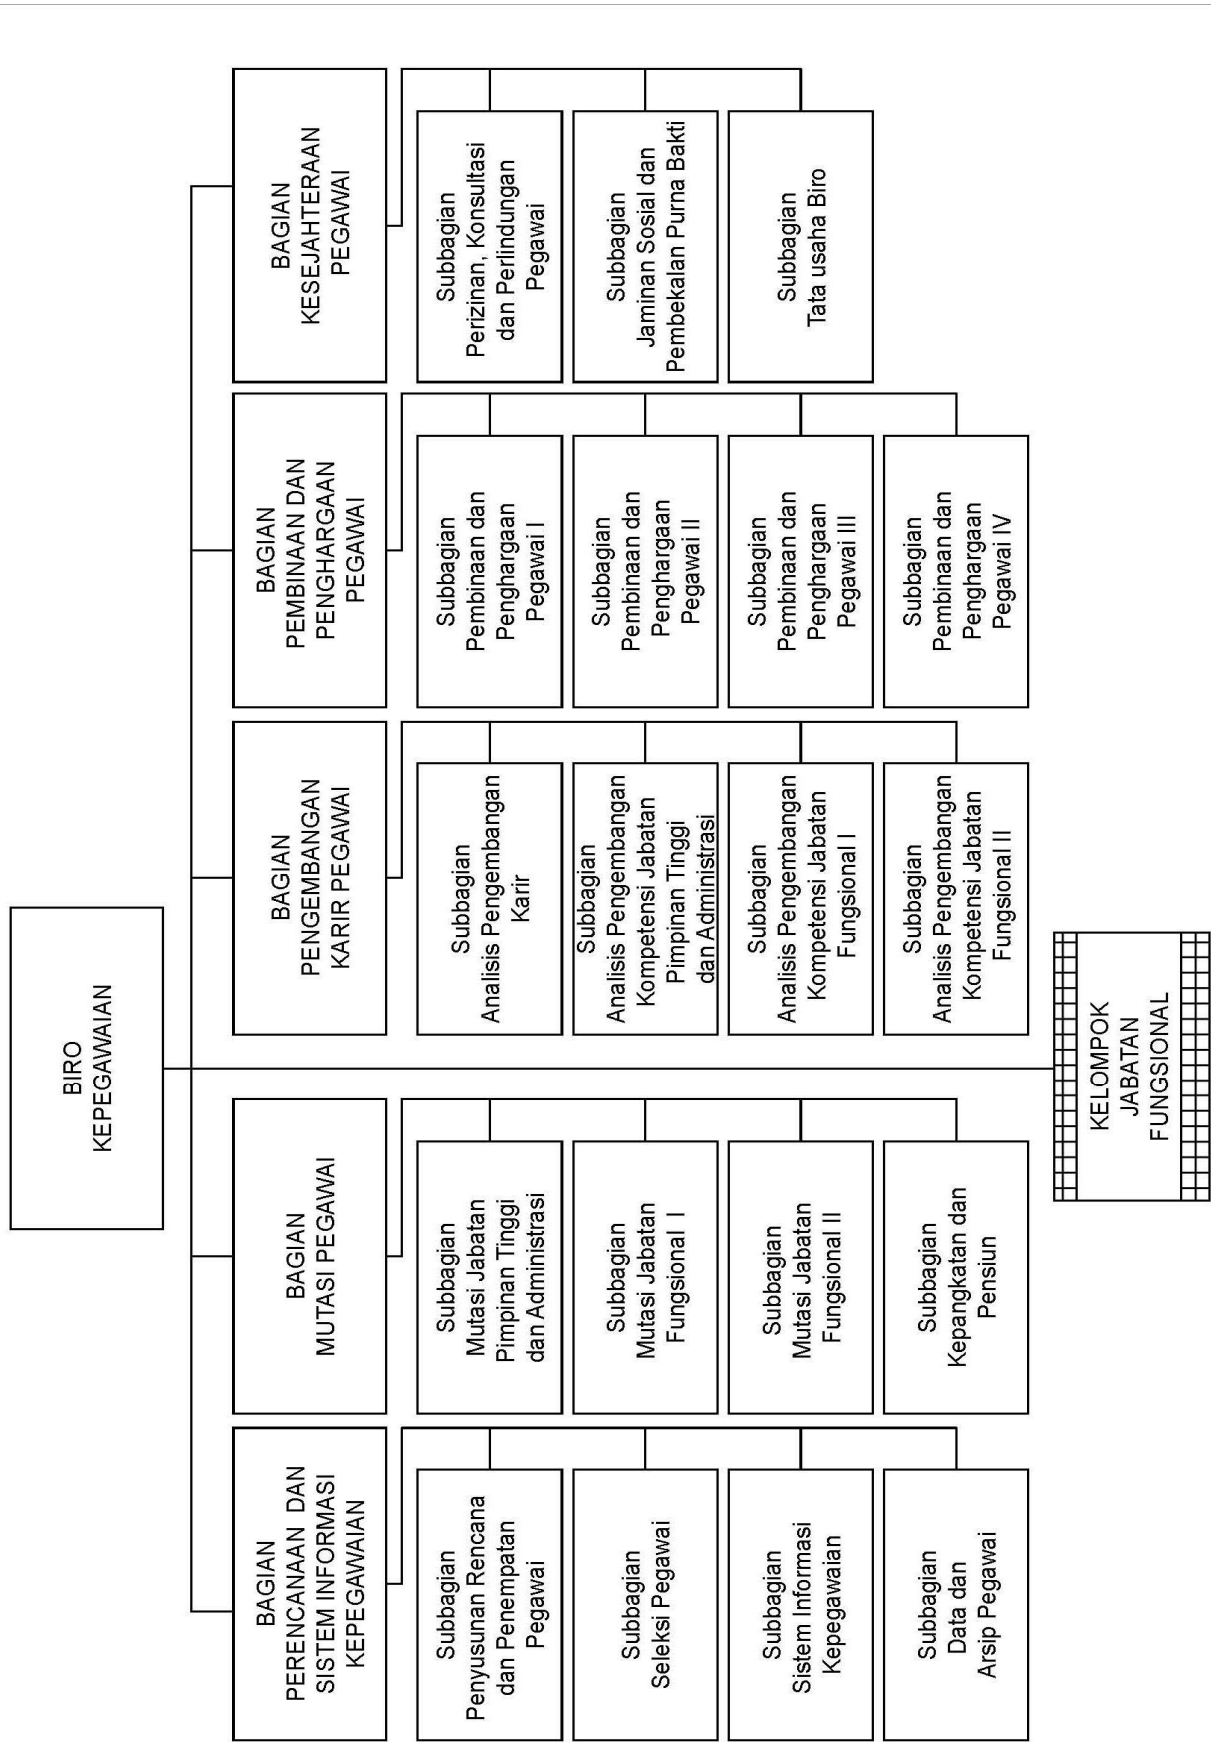 BIRO
KEPEGAWAIAN
BAGIAN
PERENCANAAN DAN
SISTEM INFORMASI
KEPEGAWAIAN
Subbagian
Penyusunan Rencana
dan Penempatan
Pegawai
Subbagian
Seleksi Pegawai
Subbagian
Sistem Informasi
Kepegawaian
Subbagian
Data dan
Arsip Pegawai
BAGIAN
MUTASI PEGAWAI
Subbagian
Mutasi Jabatan
Pimpinan Tinggi
dan Administrasi
Subbagian
Mutasi Jabatan
Fungsional I
Subbagian
Mutasi Jabatan
Fungsional II
Subbagian
Kepangkatan dan
Pensiun
BAGIAN
PENGEMBANGAN
KARIR PEGAWAI
Subbagian
Analisis Pengembangan
Karir
Subbagian
Analisis Pengembangan
Kompetensi Jabatan
Pimpinan Tinggi
dan Administrasi
Subbagian
Analisis Pengembangan
Kompetensi Jabatan
Fungsional I
Subbagian
Analisis Pengembangan
Kompetensi Jabatan
Fungsional II
BAGIAN
PEMBINAAN DAN
PENGHARGAAN
PEGAWAI
Subbagian
Pembinaan dan
Penghargaan
Pegawai I
Subbagian
Pembinaan dan
Penghargaan
Pegawai II
Subbagian
Pembinaan dan
Penghargaan
Pegawai III
Subbagian
Pembinaan dan
Penghargaan
Pegawai IV
BAGIAN
KESEJAHTERAAN
PEGAWAI
Subbagian
Perizinan, Konsultasi
dan Perlindungan
Pegawai
Subbagian
Jaminan Sosial dan
Pembekalan Purna Bakti
Subbagian
Tata usaha Biro
KELOMPOK
JABATAN
FUNGSIONAL